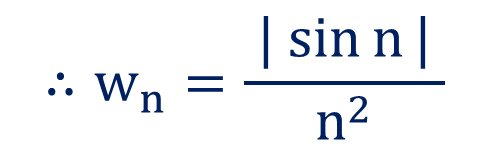 ∴ wₙ = | sin n | / n²